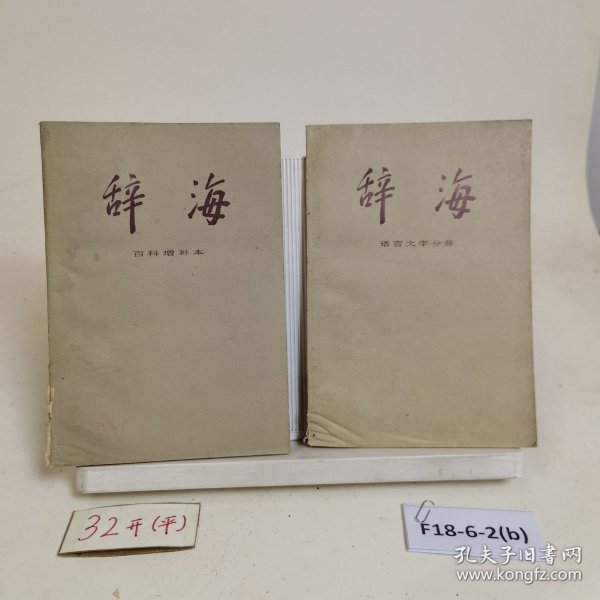 辞海
百科增补本
辞海
语言文字分册
32开(平)
F18-6-2(b)
孔夫子旧书网
www.kongfz.com